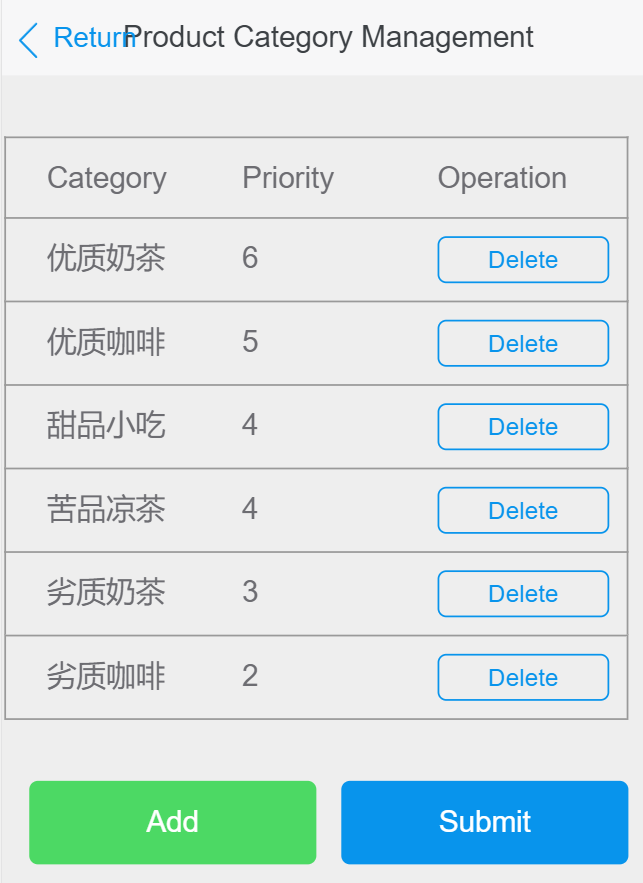 Return Product Category Management
Category Priority Operation
优质奶茶 6 Delete
优质咖啡 5 Delete
甜品小吃 4 Delete
苦品凉茶 4 Delete
劣质奶茶 3 Delete
劣质咖啡 2 Delete
Add Submit